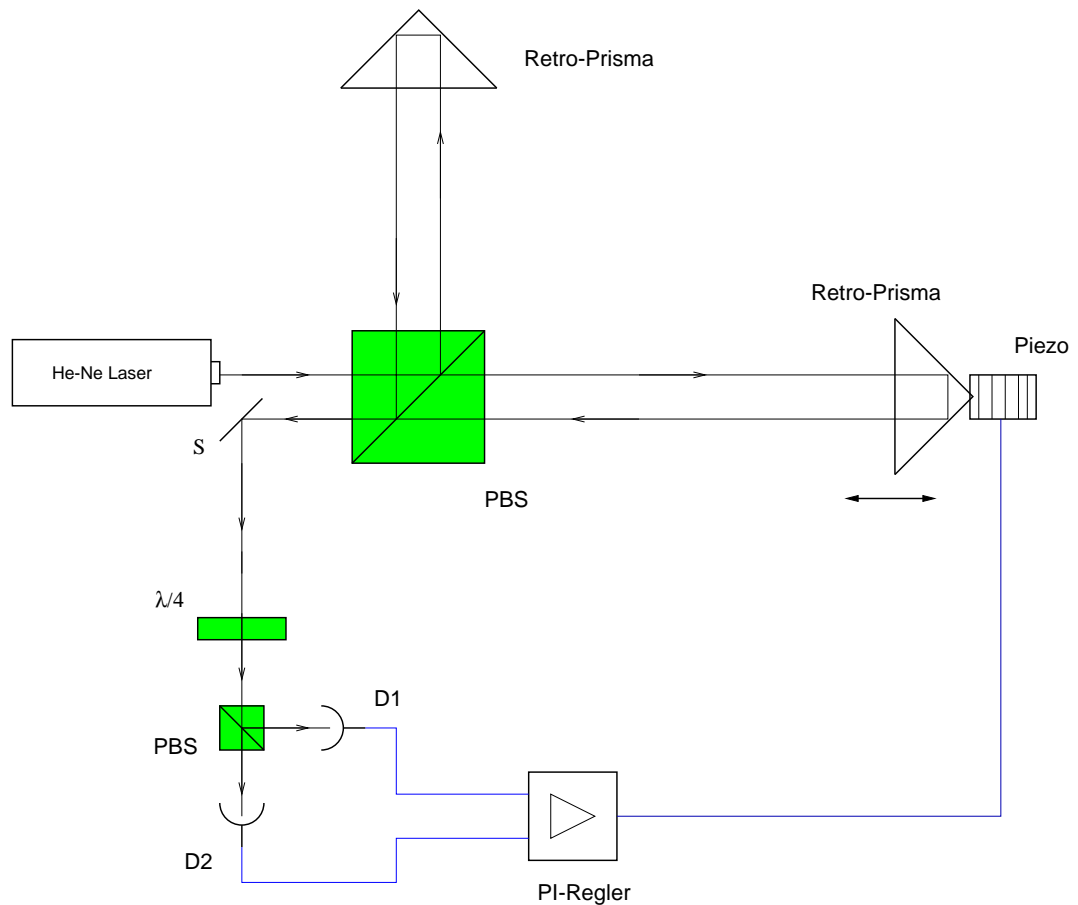 Retro-Prisma
Retro-Prisma
Piezo
He-Ne Laser
S
PBS
λ/4
D1
PBS
D2
PI-Regler